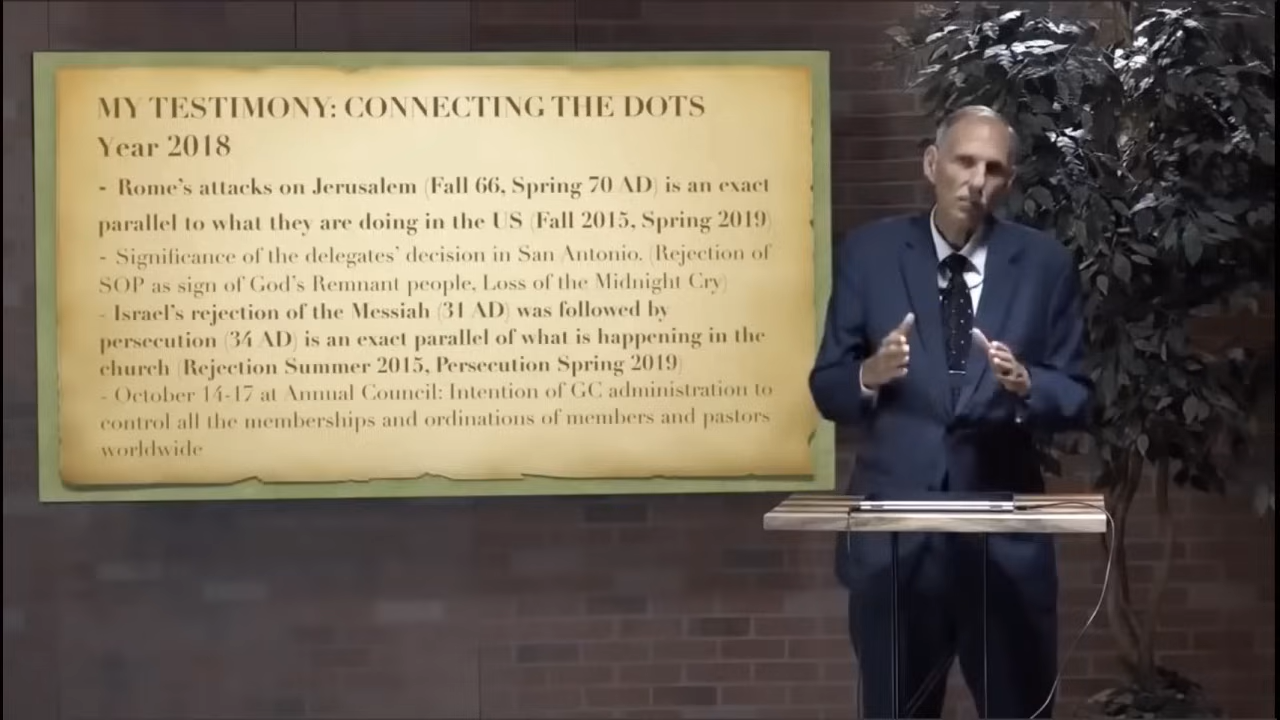 MY TESTIMONY: CONNECTING THE DOTS
Year 2018
- Rome's attacks on Jerusalem (Fall 66, Spring 70 AD) is an exact
parallel to what they are doing in the US (Fall 2015, Spring 2019)
- Significance of the delegates' decision in San Antonio. (Rejection of
SOP as sign of God's Remnant people, Loss of the Midnight Cry)
- Israel's rejection of the Messiah (31 AD) was followed by
persecution (34 AD) is an exact parallel of what is happening in the
church (Rejection Summer 2015, Persecution Spring 2019)
- October 14-17 at Annual Council: Intention of GC administration to
control all the memberships and ordinations of members and pastors
worldwide